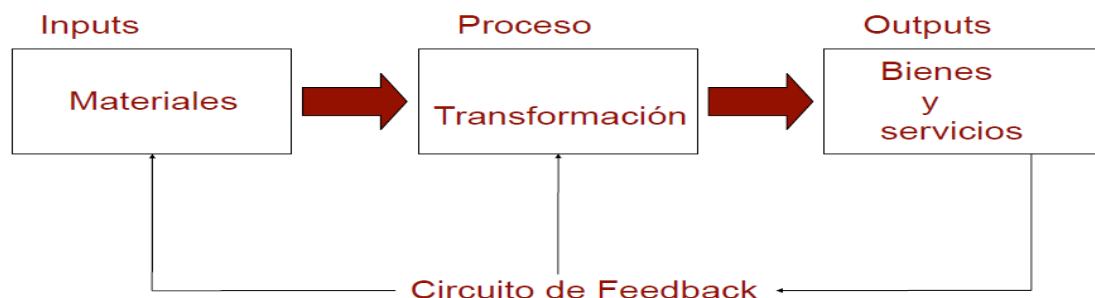 Inputs
Proceso
Outputs
Materiales
Transformación
Bienes
y
servicios
Circuito de Feedback